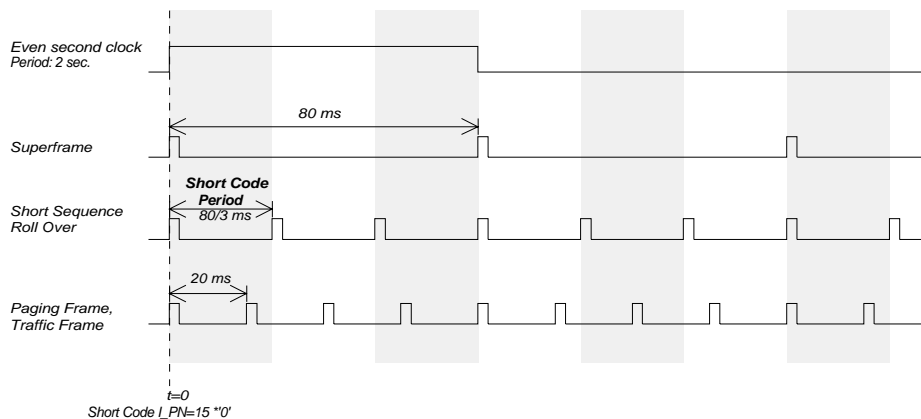 Even second clock
Period: 2 sec.
80 ms
Superframe
Short Code
Period
80/3 ms
Short Sequence
Roll Over
20 ms
Paging Frame,
Traffic Frame
t=0
Short Code I_PN=15 *'0'